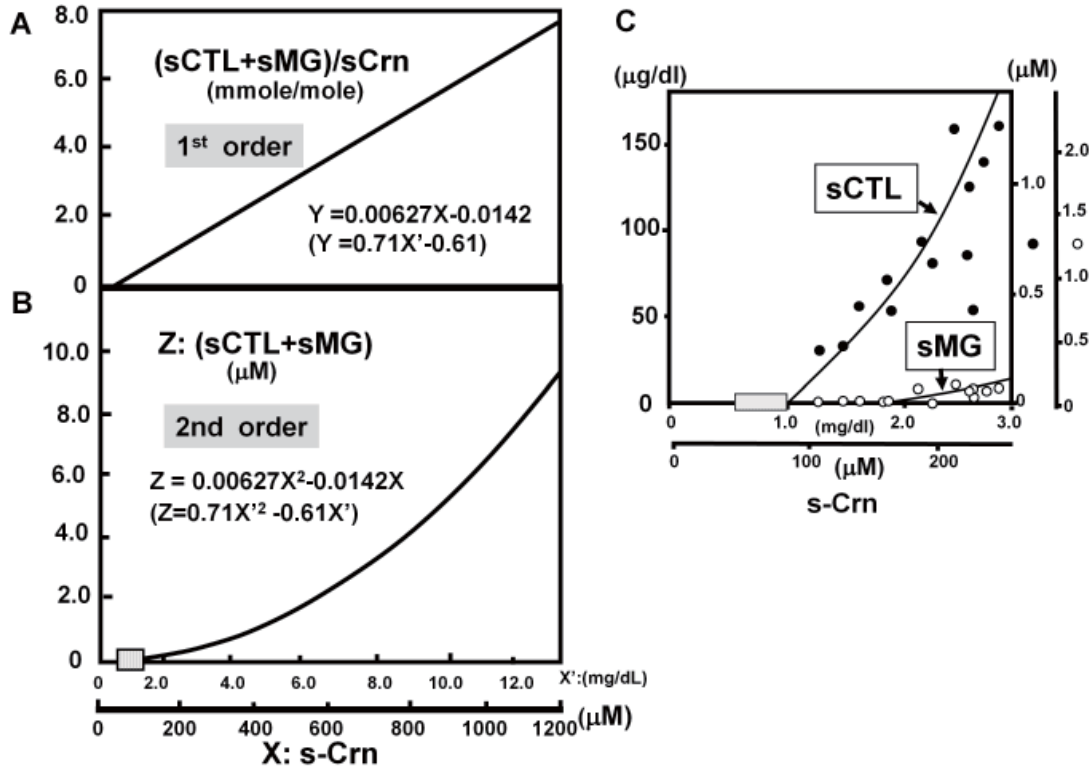 A
8.0
6.0
4.0
2.0
0
(sCTL+sMG)/sCrn
(mmole/mole)
1st order
Y =0.00627X-0.0142
(Y =0.71X'-0.61)
B
10.0
8.0
6.0
4.0
2.0
0
Z: (sCTL+sMG)
(μM)
2nd order
Z = 0.00627X²-0.0142X
(Z=0.71X'² -0.61X')
0 2.0 4.0 6.0 8.0 10.0 12.0 X':(mg/dL)
0 200 400 600 800 1000 1200 (μM)
X: s-Crn
C
(μg/dl)
(μM)
150
100
50
0
sCTL
sMG
1.0
0.5
0
2.0
1.5
1.0
0.5
0
0 1.0 (mg/dl) 2.0 3.0
0 100 (μM) 200
s-Crn